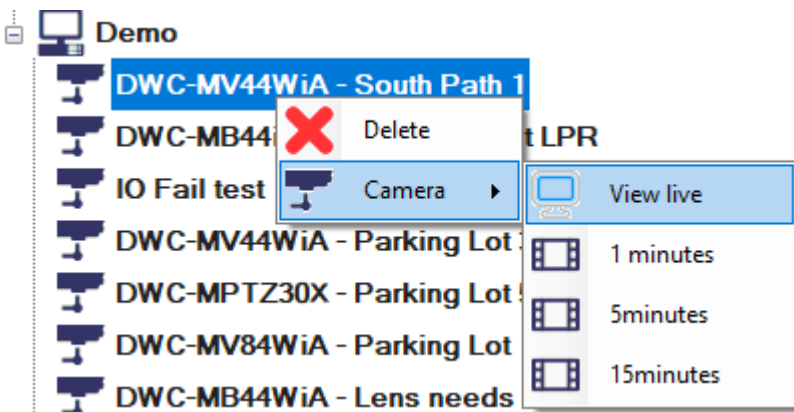 Demo
DWC-MV44WiA - South Path 1
Delete
DWC-MB44i
t LPR
IO Fail test
Camera
View live
DWC-MV44WiA - Parking Lot
1 minutes
DWC-MPTZ30X - Parking Lot
5minutes
DWC-MV84WiA - Parking Lot
15minutes
DWC-MB44WiA - Lens needs